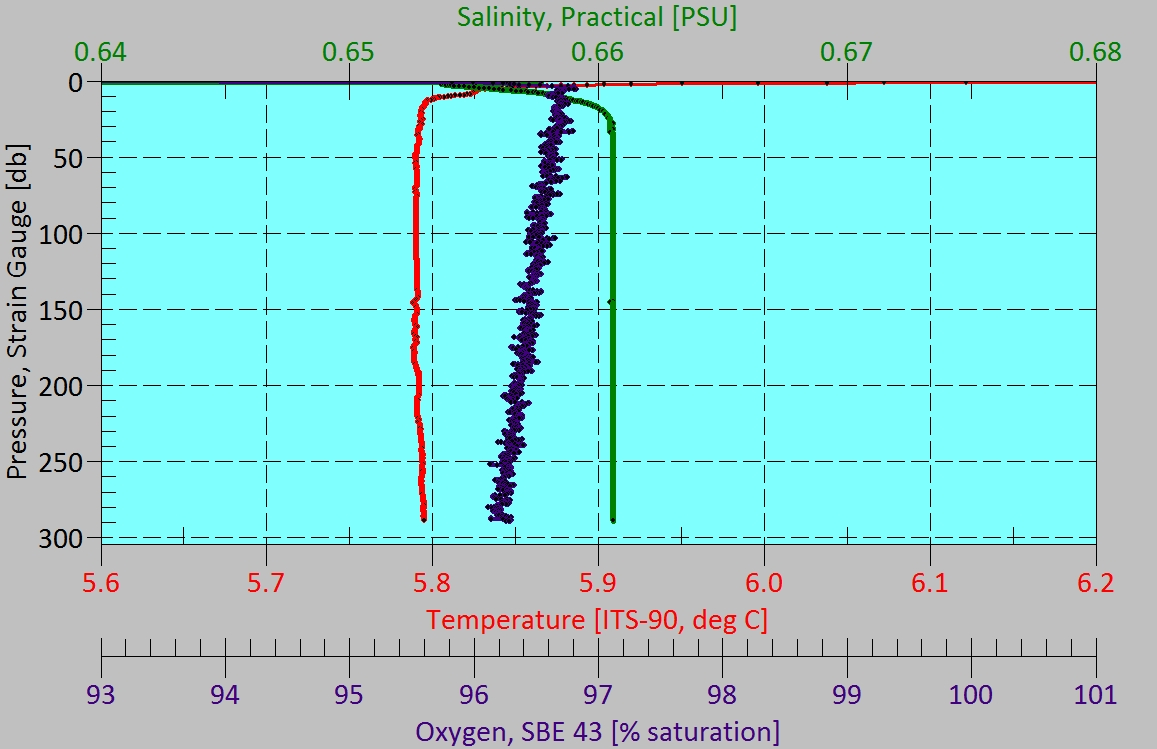 Salinity, Practical [PSU]
0.64 0.65 0.66 0.67 0.68
0
50
100
150
200
250
300
Pressure, Strain Gauge [db]
5.6 5.7 5.8 5.9 6.0 6.1 6.2
Temperature [ITS-90, deg C]
93 94 95 96 97 98 99 100 101
Oxygen, SBE 43 [% saturation]